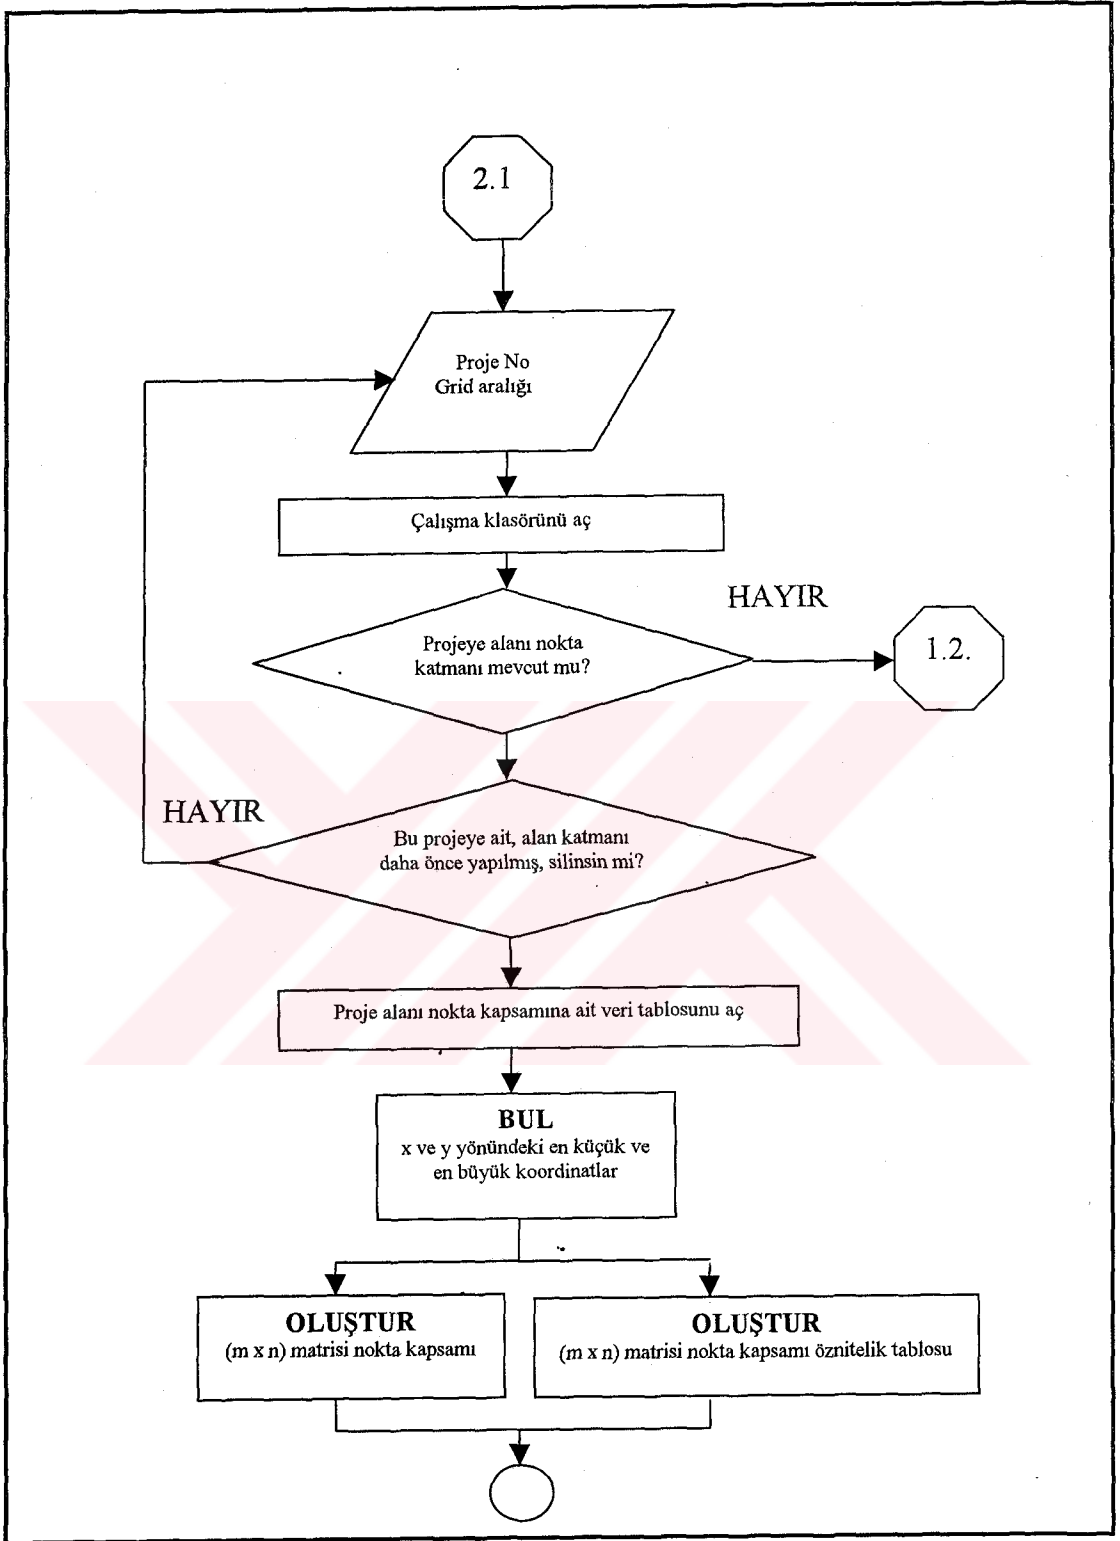 2.1
Proje No
Grid aralığı
Çalışma klasörünü aç
HAYIR
Projeye alanı nokta
katmanı mevcut mu?
1.2.
HAYIR
Bu projeye ait, alan katmanı
daha önce yapılmış, silinsin mi?
Proje alanı nokta kapsamına ait veri tablosunu aç
BUL
x ve y yönündeki en küçük ve
en büyük koordinatlar
OLUŞTUR
(m x n) matrisi nokta kapsamı
OLUŞTUR
(m x n) matrisi nokta kapsamı öznitelik tablosu